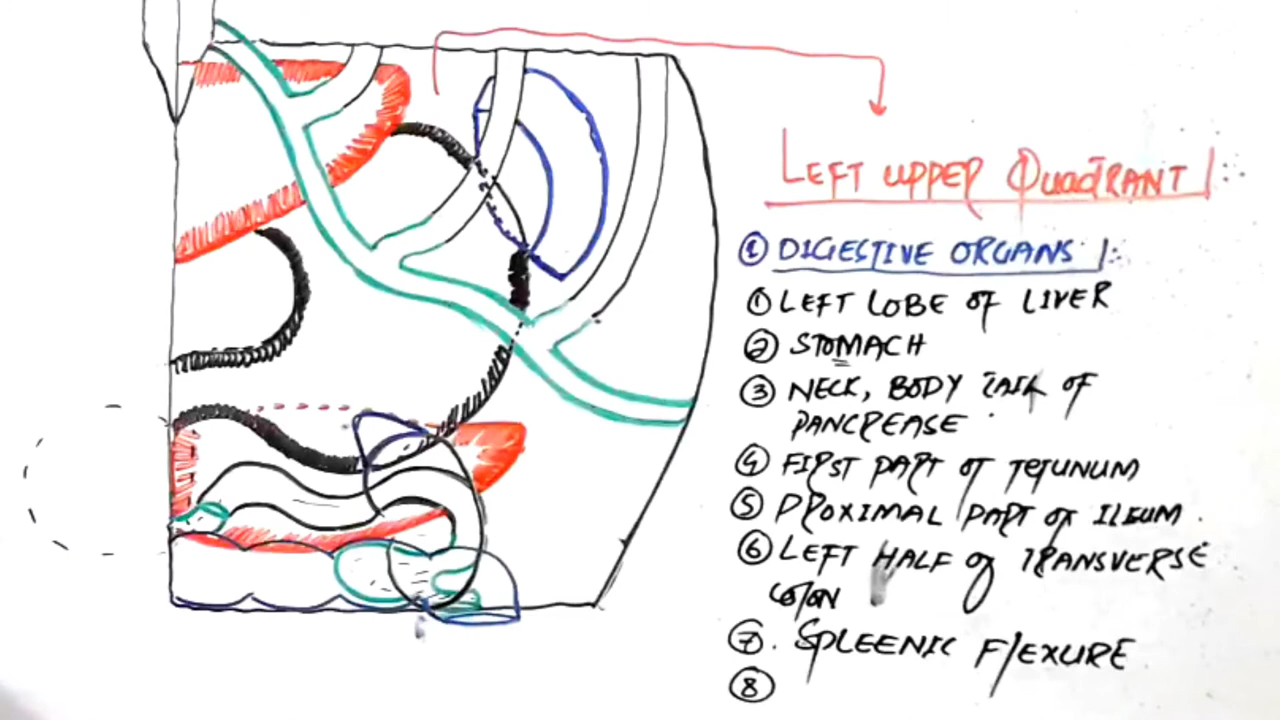 LEFT UPPER QUADRANT
① DIGESTIVE ORGANS
① LEFT LOBE OF LIVER
② STOMACH
③ NECK, BODY TAIL OF
PANCREASE
④ FIRST PART OF JEJUNUM
⑤ PROXIMAL PART OF ILEUM
⑥ LEFT HALF OF TRANSVERSE
COLON
⑦. SPLEENIC FLEXURE
⑧